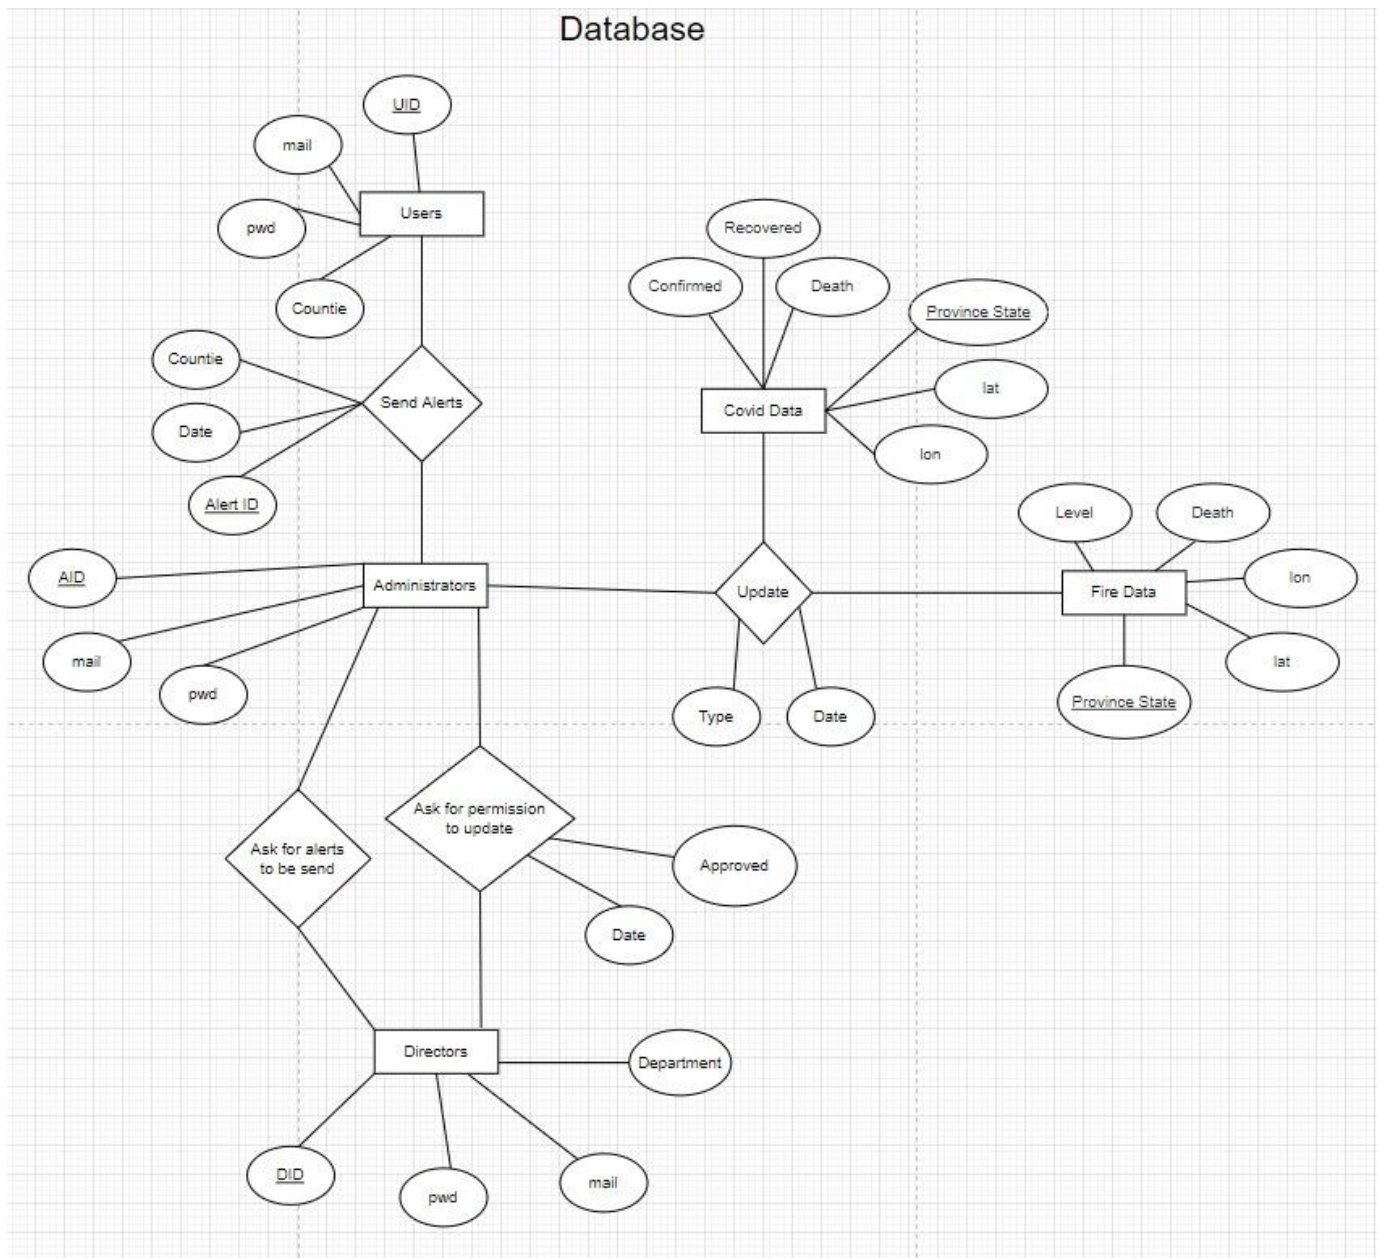 Database
UID
mail
Users
pwd
Countie
Recovered
Confirmed
Death
Province State
Countie
Send Alerts
lat
Covid Data
Date
lon
Alert ID
Level
Death
AID
Administrators
Update
Fire Data
lon
mail
lat
pwd
Type
Date
Province State
Ask for permission
to update
Ask for alerts
to be send
Approved
Date
Directors
Department
DID
pwd
mail